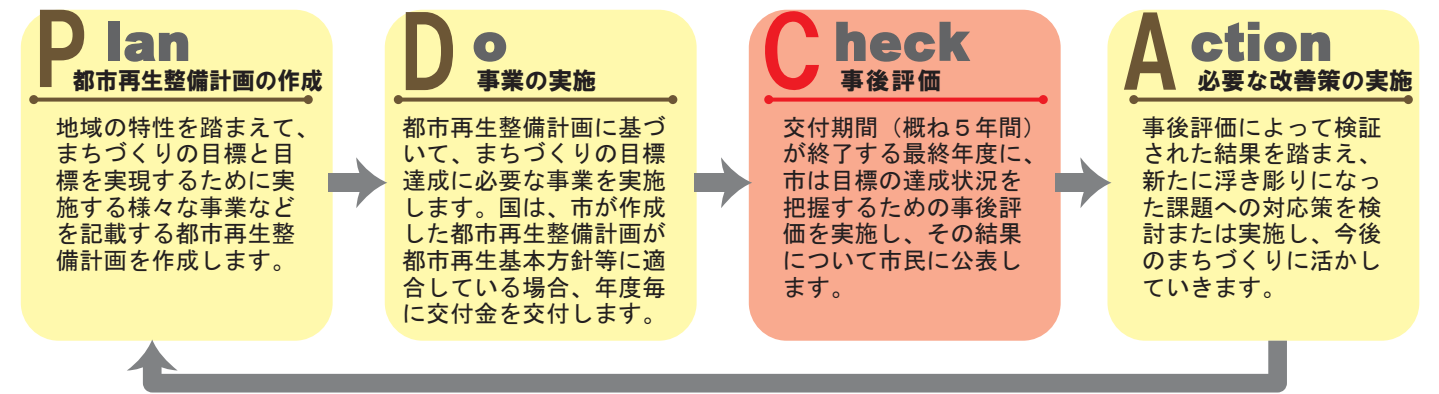 Plan
都市再生整備計画の作成
地域の特性を踏まえて、
まちづくりの目標と目
標を実現するために実
施する様々な事業など
を記載する都市再生整
備計画を作成します。
Do
事業の実施
都市再生整備計画に基づ
いて、まちづくりの目標
達成に必要な事業を実施
します。国は、市が作成
した都市再生整備計画が
都市再生基本方針等に適
合している場合、年度毎
に交付金を交付します。
Check
事後評価
交付期間（概ね５年間）
が終了する最終年度に、
市は目標の達成状況を
把握するための事後評
価を実施し、その結果
について市民に公表し
ます。
Action
必要な改善策の実施
事後評価によって検証
された結果を踏まえ、
新たに浮き彫りになっ
た課題への対応策を検
討または実施し、今後
のまちづくりに活かし
ていきます。